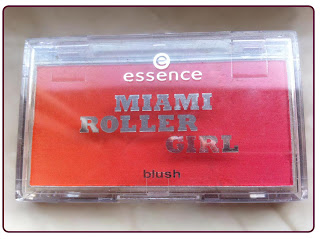 essence
MIAMI
ROLLER
GIRL
blush